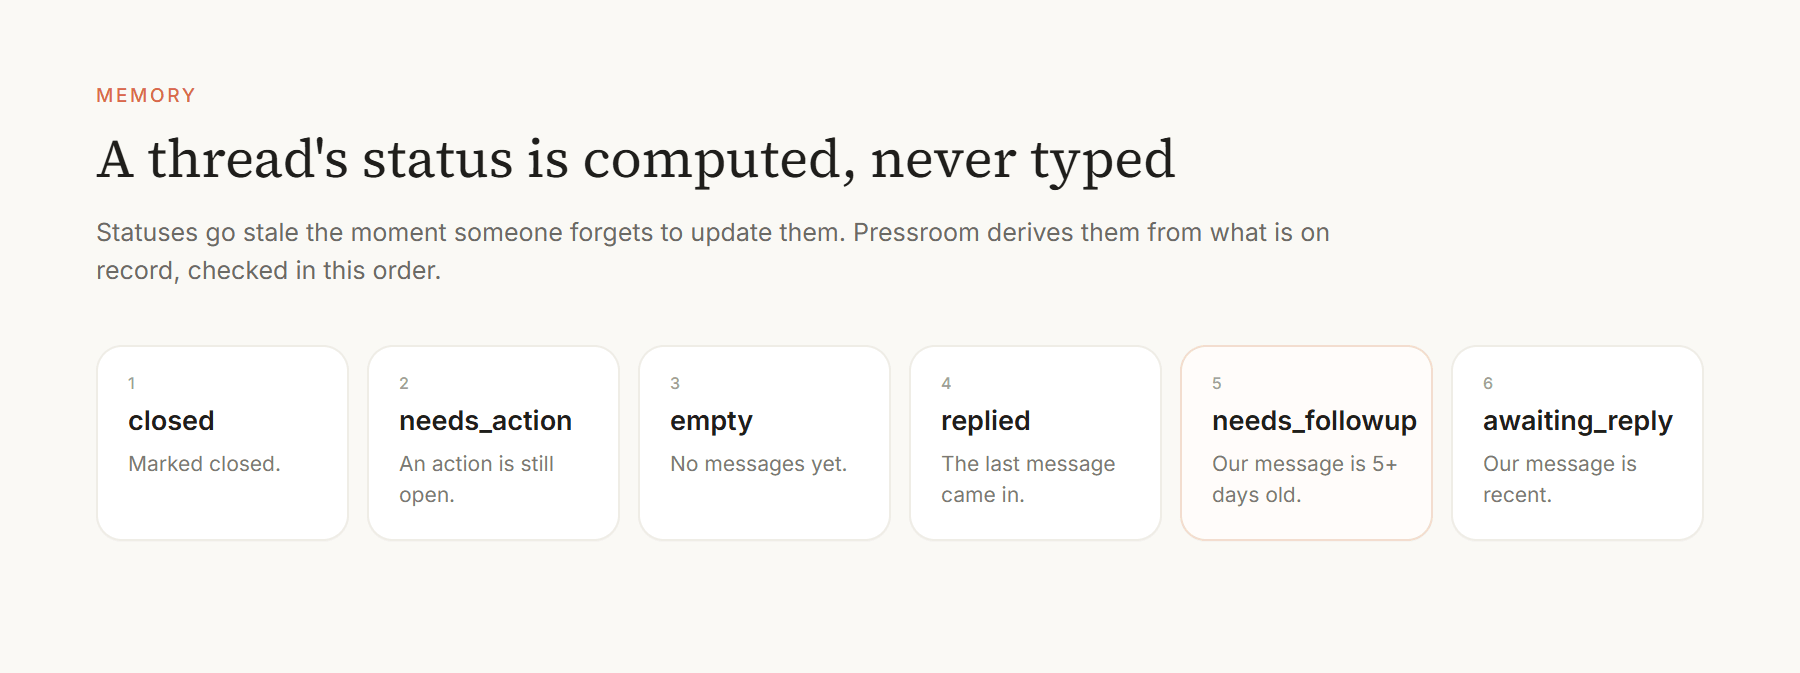 MEMORY
A thread's status is computed, never typed
Statuses go stale the moment someone forgets to update them. Pressroom derives them from what is on
record, checked in this order.
1
closed
Marked closed.
2
needs_action
An action is still
open.
3
empty
No messages yet.
4
replied
The last message
came in.
5
needs_followup
Our message is 5+
days old.
6
awaiting_reply
Our message is
recent.